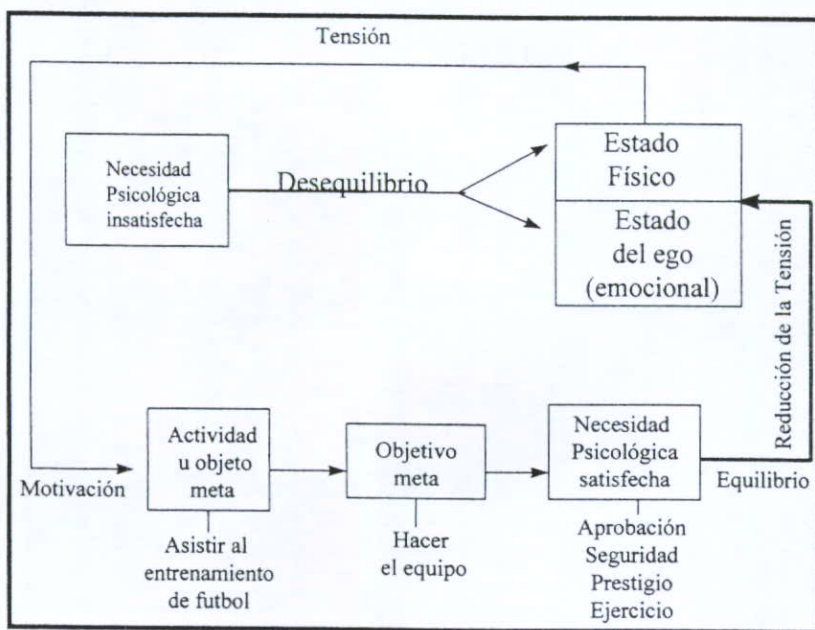 Tensión
Necesidad
Psicológica
insatisfecha
Desequilibrio
Estado
Físico
Estado
del ego
(emocional)
Reducción de la Tensión
Motivación
Actividad
u objeto
meta
Objetivo
meta
Necesidad
Psicológica
satisfecha
Equilibrio
Asistir al
entrenamiento
de futbol
Hacer
el equipo
Aprobación
Seguridad
Prestigio
Ejercicio